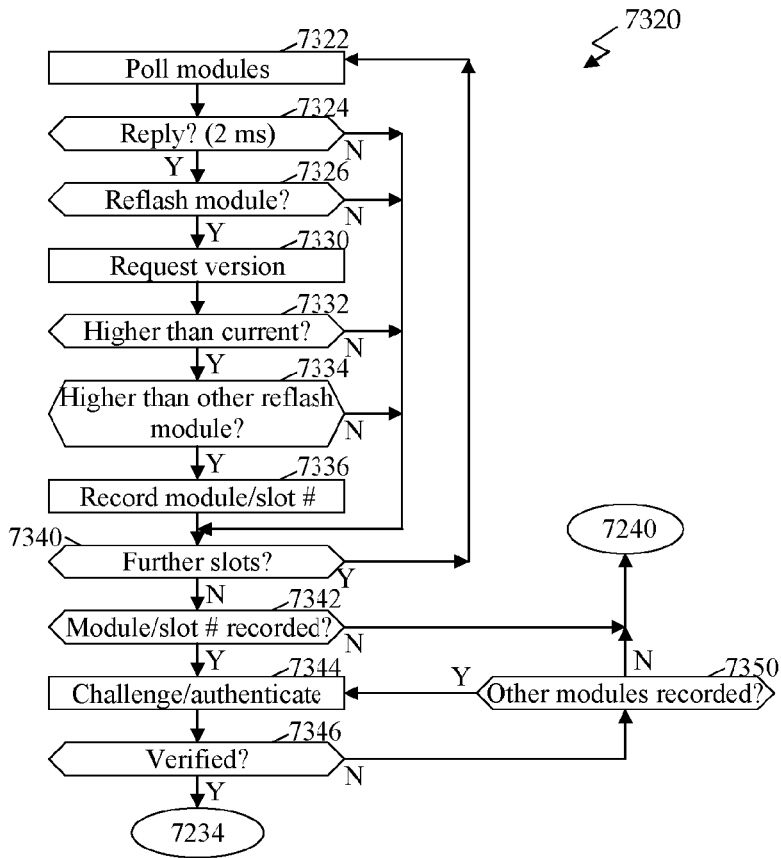 7320
7322
Poll modules
7324
Reply? (2 ms)
N
Y
7326
Reflash module?
N
Y
7330
Request version
7332
Higher than current?
N
Y
7334
Higher than other reflash
module?
N
Y
7336
Record module/slot #
7240
7340
Further slots?
Y
N
7342
Module/slot # recorded?
N
Y
7344
Challenge/authenticate
Y
N
7350
Other modules recorded?
7346
Verified?
N
Y
7234